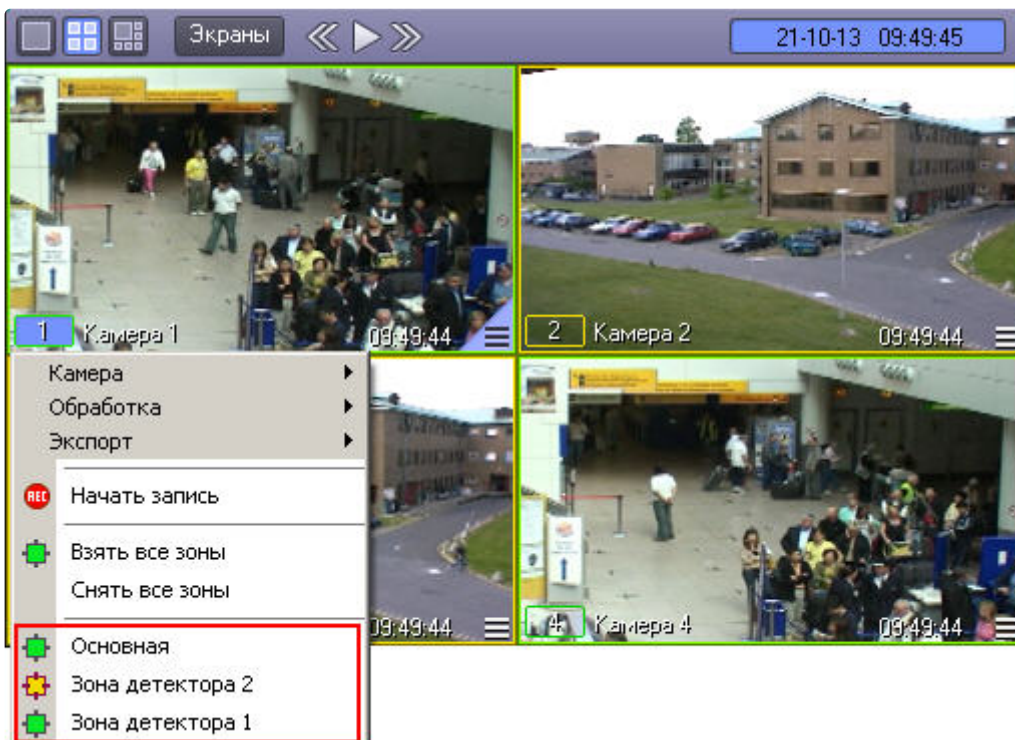 Экраны
21-10-13 09:49:45
1 Камера 1 09:49:44
2 Камера 2 09:49:44
Камера
Обработка
Экспорт
REC Начать запись
Взять все зоны
Снять все зоны
09:49:44
4 Камера 4 09:49:44
Основная
Зона детектора 2
Зона детектора 1